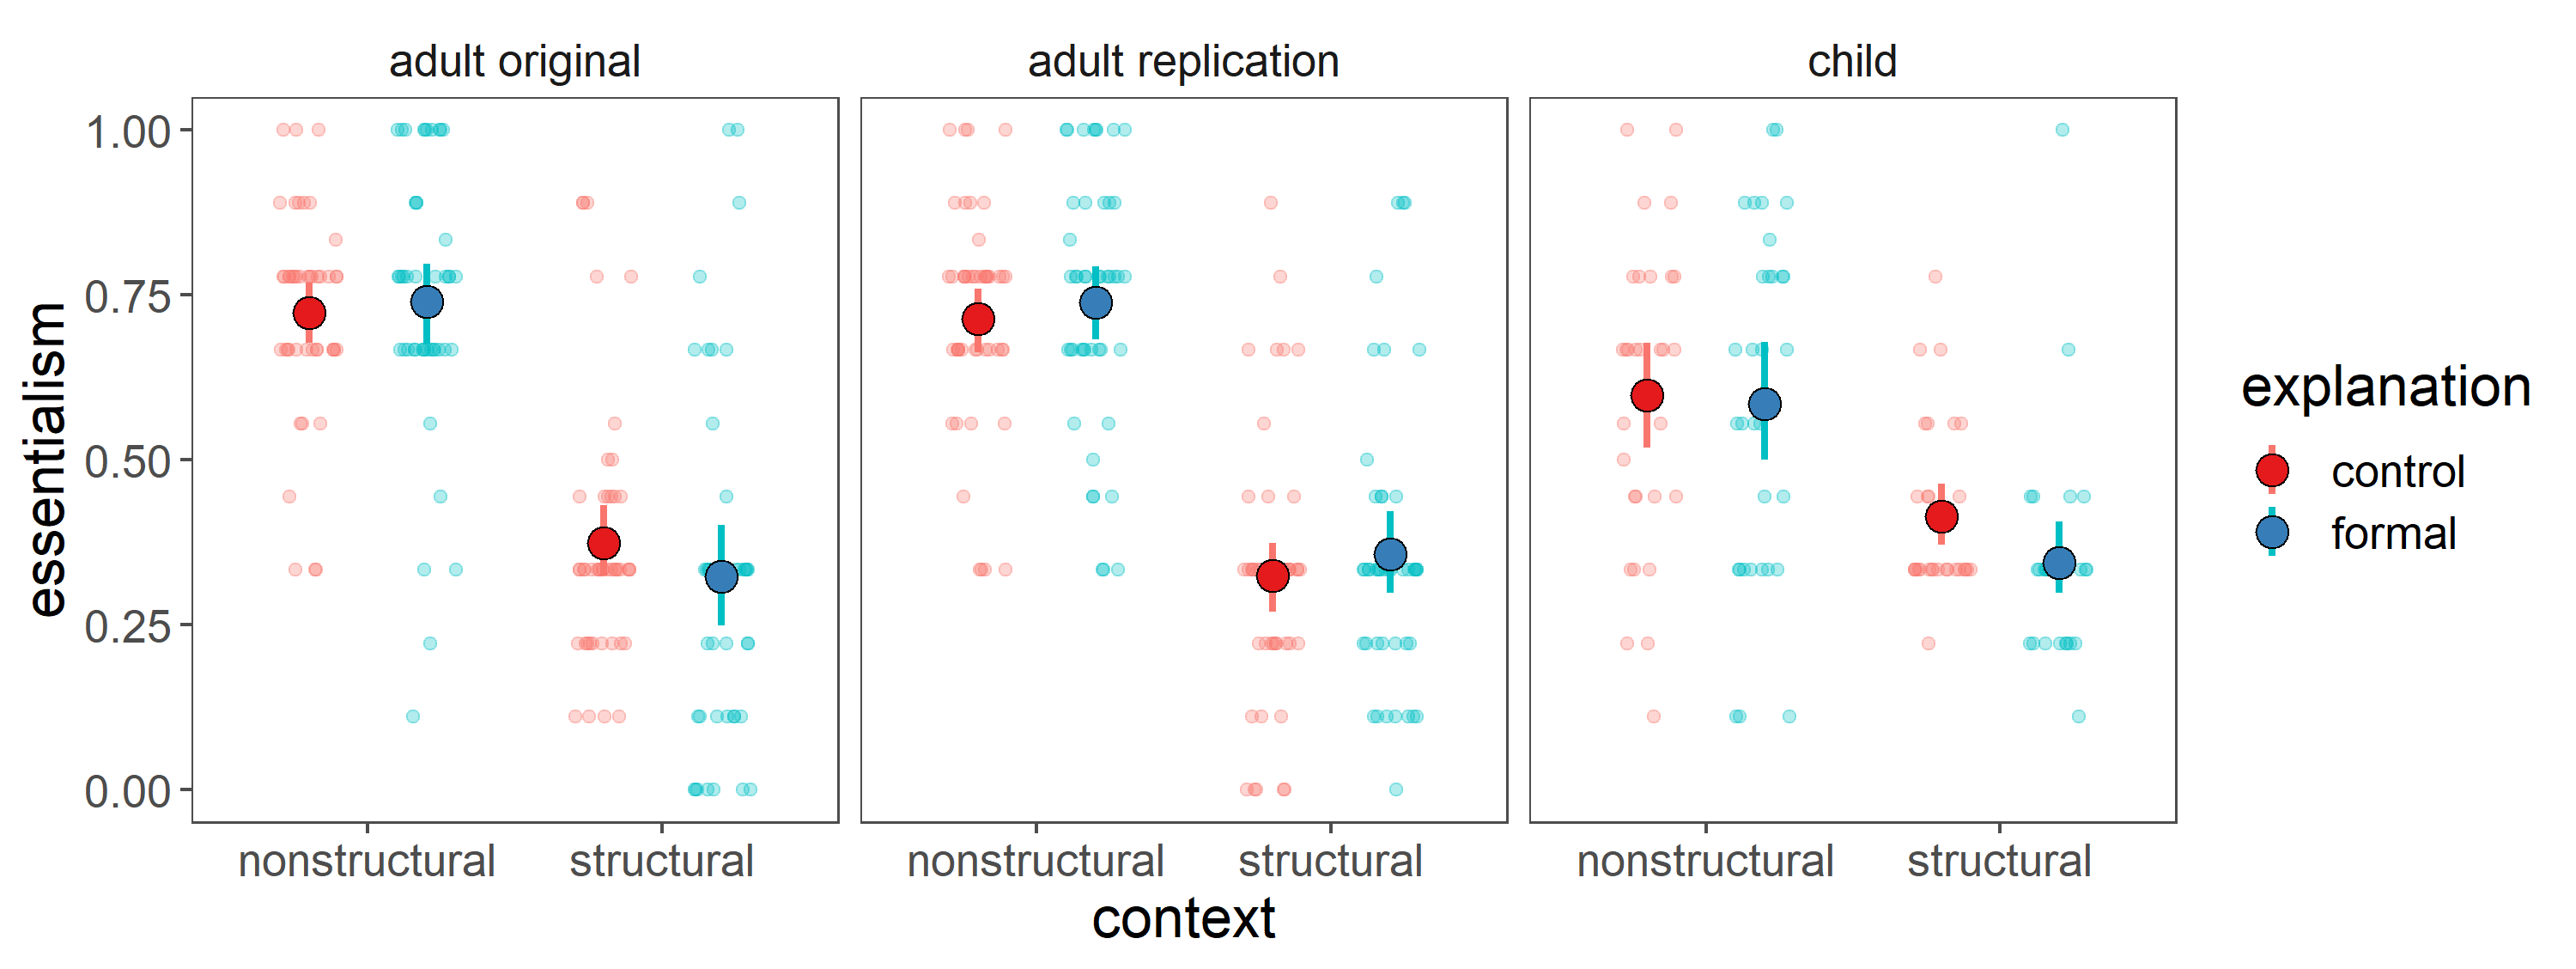 adult original
adult replication
child
1.00
0.75
0.50
0.25
0.00
essentialism
nonstructural structural
nonstructural structural
nonstructural structural
context
explanation
control
formal